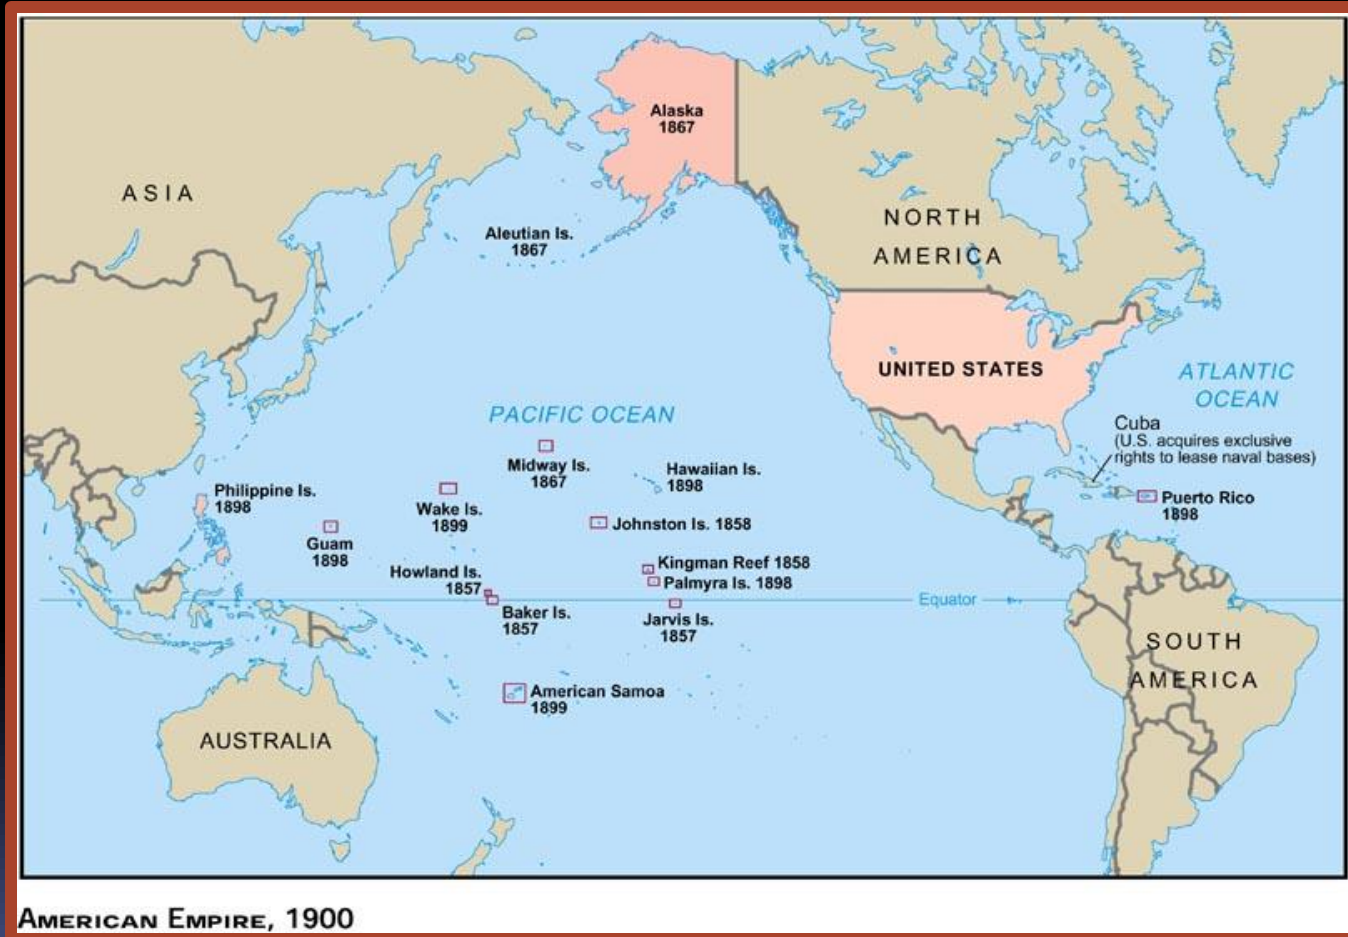 Alaska
1867
ASIA
NORTH
AMERICA
Aleutian Is.
1867
UNITED STATES
ATLANTIC
OCEAN
PACIFIC OCEAN
Cuba
(U.S. acquires exclusive
rights to lease naval bases)
Midway Is.
1867
Hawaiian Is.
1898
Philippine Is.
1898
Wake Is.
1899
Puerto Rico
1898
Johnston Is. 1858
Guam
1898
Kingman Reef 1858
Howland Is.
1857
Palmyra Is. 1898
Equator
Baker Is.
1857
Jarvis Is.
1857
SOUTH
AMERICA
American Samoa
1899
AUSTRALIA
AMERICAN EMPIRE, 1900